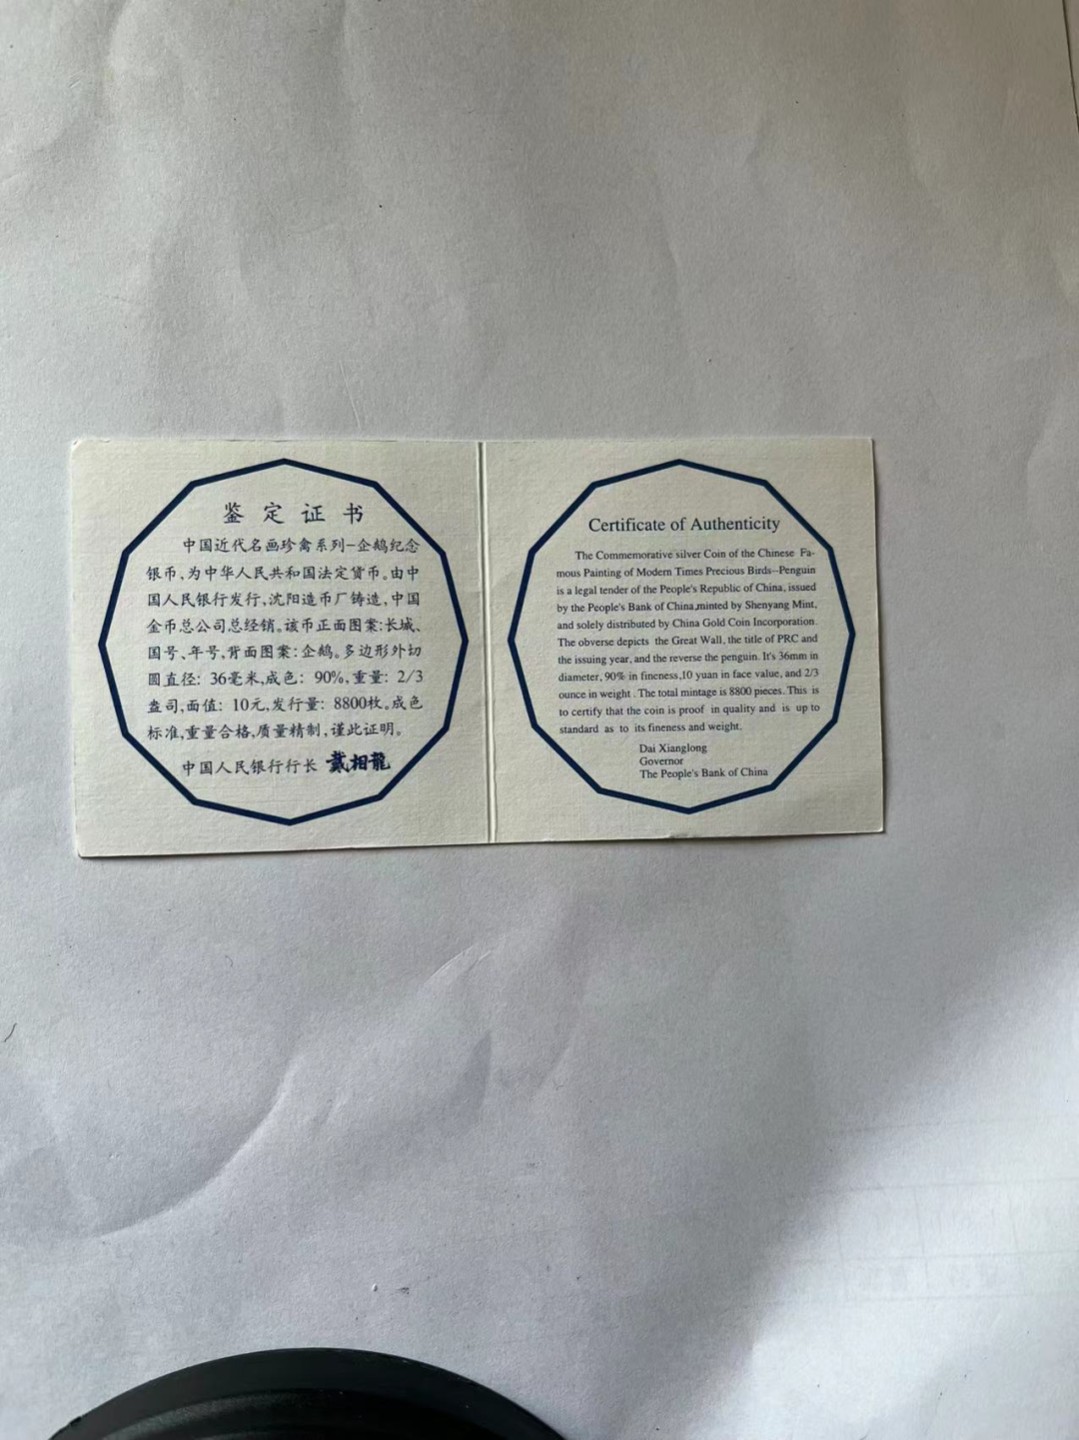 鉴定证书
中国近代名画珍禽系列-企鹅纪念
银币,为中华人民共和国法定货币。由中
国人民银行发行,沈阳造币厂铸造,中国
金币总公司总经销。该币正面图案:长城、
国号、年号,背面图案:企鹅。多边形外切
圆直径: 36毫米,成色: 90%,重量: 2/3
盎司,面值: 10元,发行量: 8800枚。成色
标准,重量合格,质量精制,谨此证明。
中国人民银行行长 戴相龍
Certificate of Authenticity
The Commemorative silver Coin of the Chinese Fa-
mous Painting of Modern Times Precious Birds--Penguin
is a legal tender of the People's Republic of China, issued
by the People's Bank of China,minted by Shenyang Mint,
and solely distributed by China Gold Coin Incorporation.
The obverse depicts the Great Wall, the title of PRC and
the issuing year, and the reverse the penguin. It's 36mm in
diameter, 90% in fineness,10 yuan in face value, and 2/3
ounce in weight . The total mintage is 8800 pieces. This is
to certify that the coin is proof in quality and is up to
standard as to its fineness and weight.
Dai Xianglong
Governor
The People's Bank of China